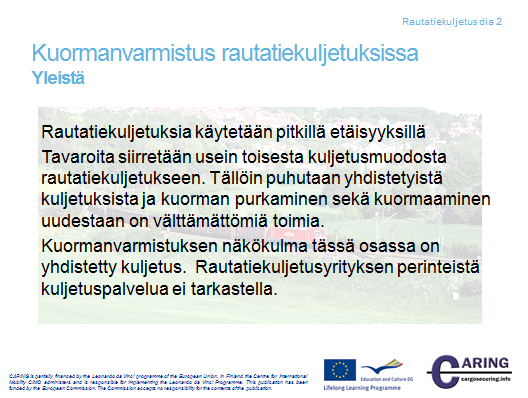 Rautatiekuljetus dia 2
Kuormanvarmistus rautatiekuljetuksissa
Yleistä
Rautatiekuljetuksia käytetään pitkillä etäisyyksillä
Tavaroita siirretään usein toisesta kuljetusmuodosta
rautatiekuljetukseen. Tällöin puhutaan yhdistetyistä
kuljetuksista ja kuorman purkaminen sekä kuormaaminen
uudestaan on välttämättömiä toimia.
Kuormanvarmistuksen näkökulma tässä osassa on
yhdistetty kuljetus. Rautatiekuljetusyrityksen perinteistä
kuljetuspalvelua ei tarkastella.
CARING is partially financed by the Leonardo da Vinci programme of the European Union. In Finland the Centre for International
Mobility CIMO administers and is responsible for implementing the Leonardo da Vinci Programme. This publication has been
funded by the European Commission. The Commission accepts no responsibility for the contents of the publication.
Education and Culture DG
Lifelong Learning Programme
CARING
cargosecuring.info